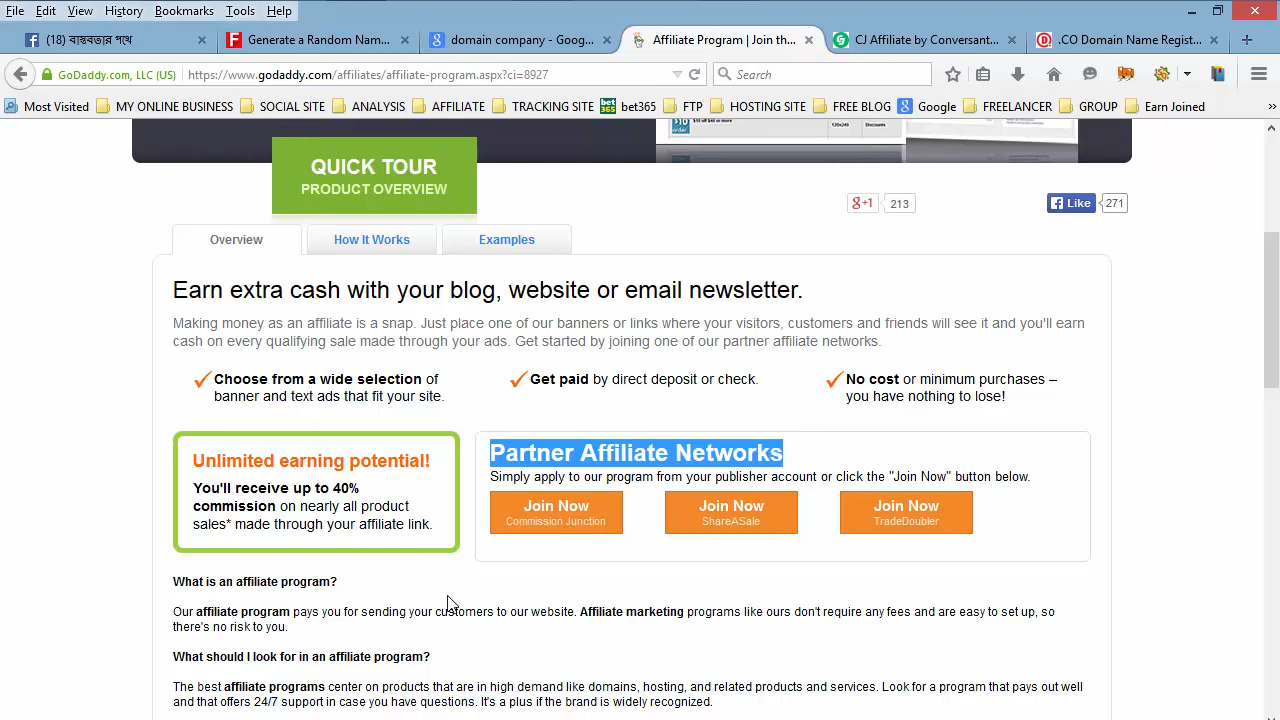 File Edit View History Bookmarks Tools Help
(18) বাস্তবতার পথে
Generate a Random Nam...
domain company - Goog...
Affiliate Program | Join th...
CJ Affiliate by Conversant...
.CO Domain Name Regist...
GoDaddy.com, LLC (US) https://www.godaddy.com/affiliates/affiliate-program.aspx?ci=8927 Search
Most Visited MY ONLINE BUSINESS SOCIAL SITE ANALYSIS AFFILIATE TRACKING SITE bet365 FTP HOSTING SITE FREE BLOG Google FREELANCER GROUP Earn Joined
QUICK TOUR
PRODUCT OVERVIEW
+1 213
Like 271
Overview How It Works Examples
Earn extra cash with your blog, website or email newsletter.
Making money as an affiliate is a snap. Just place one of our banners or links where your visitors, customers and friends will see it and you'll earn
cash on every qualifying sale made through your ads. Get started by joining one of our partner affiliate networks.
Choose from a wide selection of
banner and text ads that fit your site.
Get paid by direct deposit or check.
No cost or minimum purchases –
you have nothing to lose!
Unlimited earning potential!
You'll receive up to 40%
commission on nearly all product
sales* made through your affiliate link.
Partner Affiliate Networks
Simply apply to our program from your publisher account or click the "Join Now" button below.
Join Now
Commission Junction
Join Now
ShareASale
Join Now
TradeDoubler
What is an affiliate program?
Our affiliate program pays you for sending your customers to our website. Affiliate marketing programs like ours don't require any fees and are easy to set up, so
there's no risk to you.
What should I look for in an affiliate program?
The best affiliate programs center on products that are in high demand like domains, hosting, and related products and services. Look for a program that pays out well
and that offers 24/7 support in case you have questions. It's a plus if the brand is widely recognized.